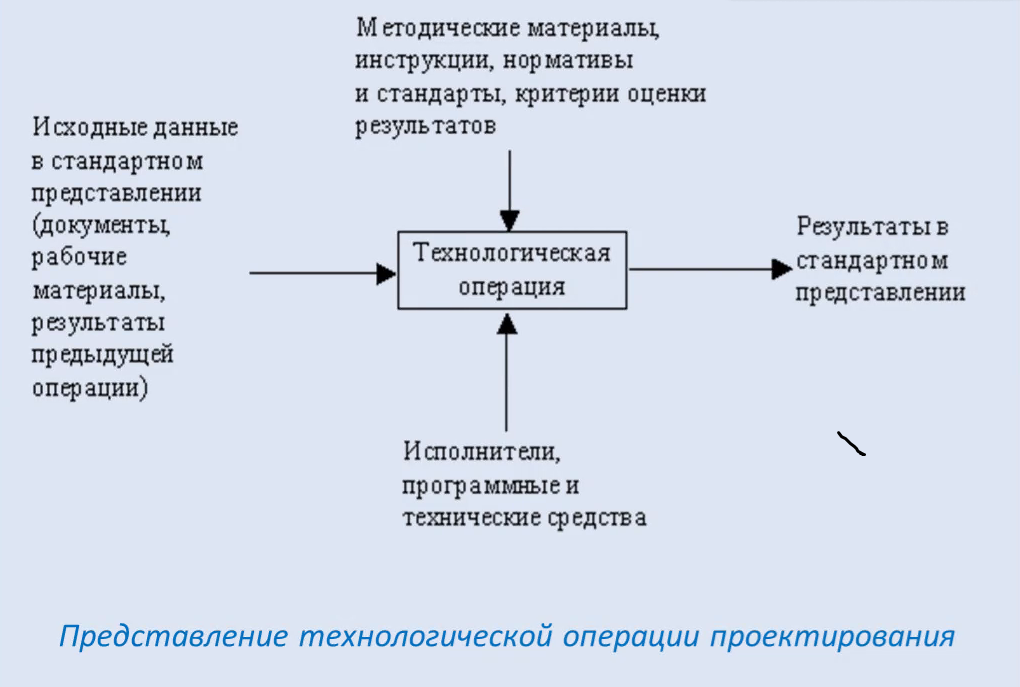 Методические материалы,
инструкции, нормативы
и стандарты, критерии оценки
результатов
Исходные данные
в стандартном
представлении
(документы,
рабочие
материалы,
результаты
предыдущей
операции)
Технологическая
операция
Результаты в
стандартном
представлении
Исполнители,
программные и
технические средства
Представление технологической операции проектирования